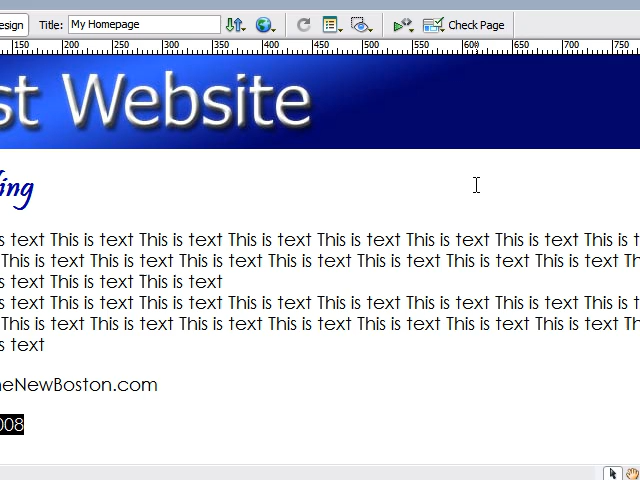 esign Title: My Homepage Check Page
150 200 250 300 350 400 450 500 550 600 650 700 750
st Website
ing
s text This is text This is text This is text This is text This is text This is text This is t
This is text This is text This is text This is text This is text This is text This is text Th
s text This is text This is text
s text This is text This is text This is text This is text This is text This is text This is t
This is text This is text This is text This is text This is text This is text This is text Th
s text
eNewBoston.com
008